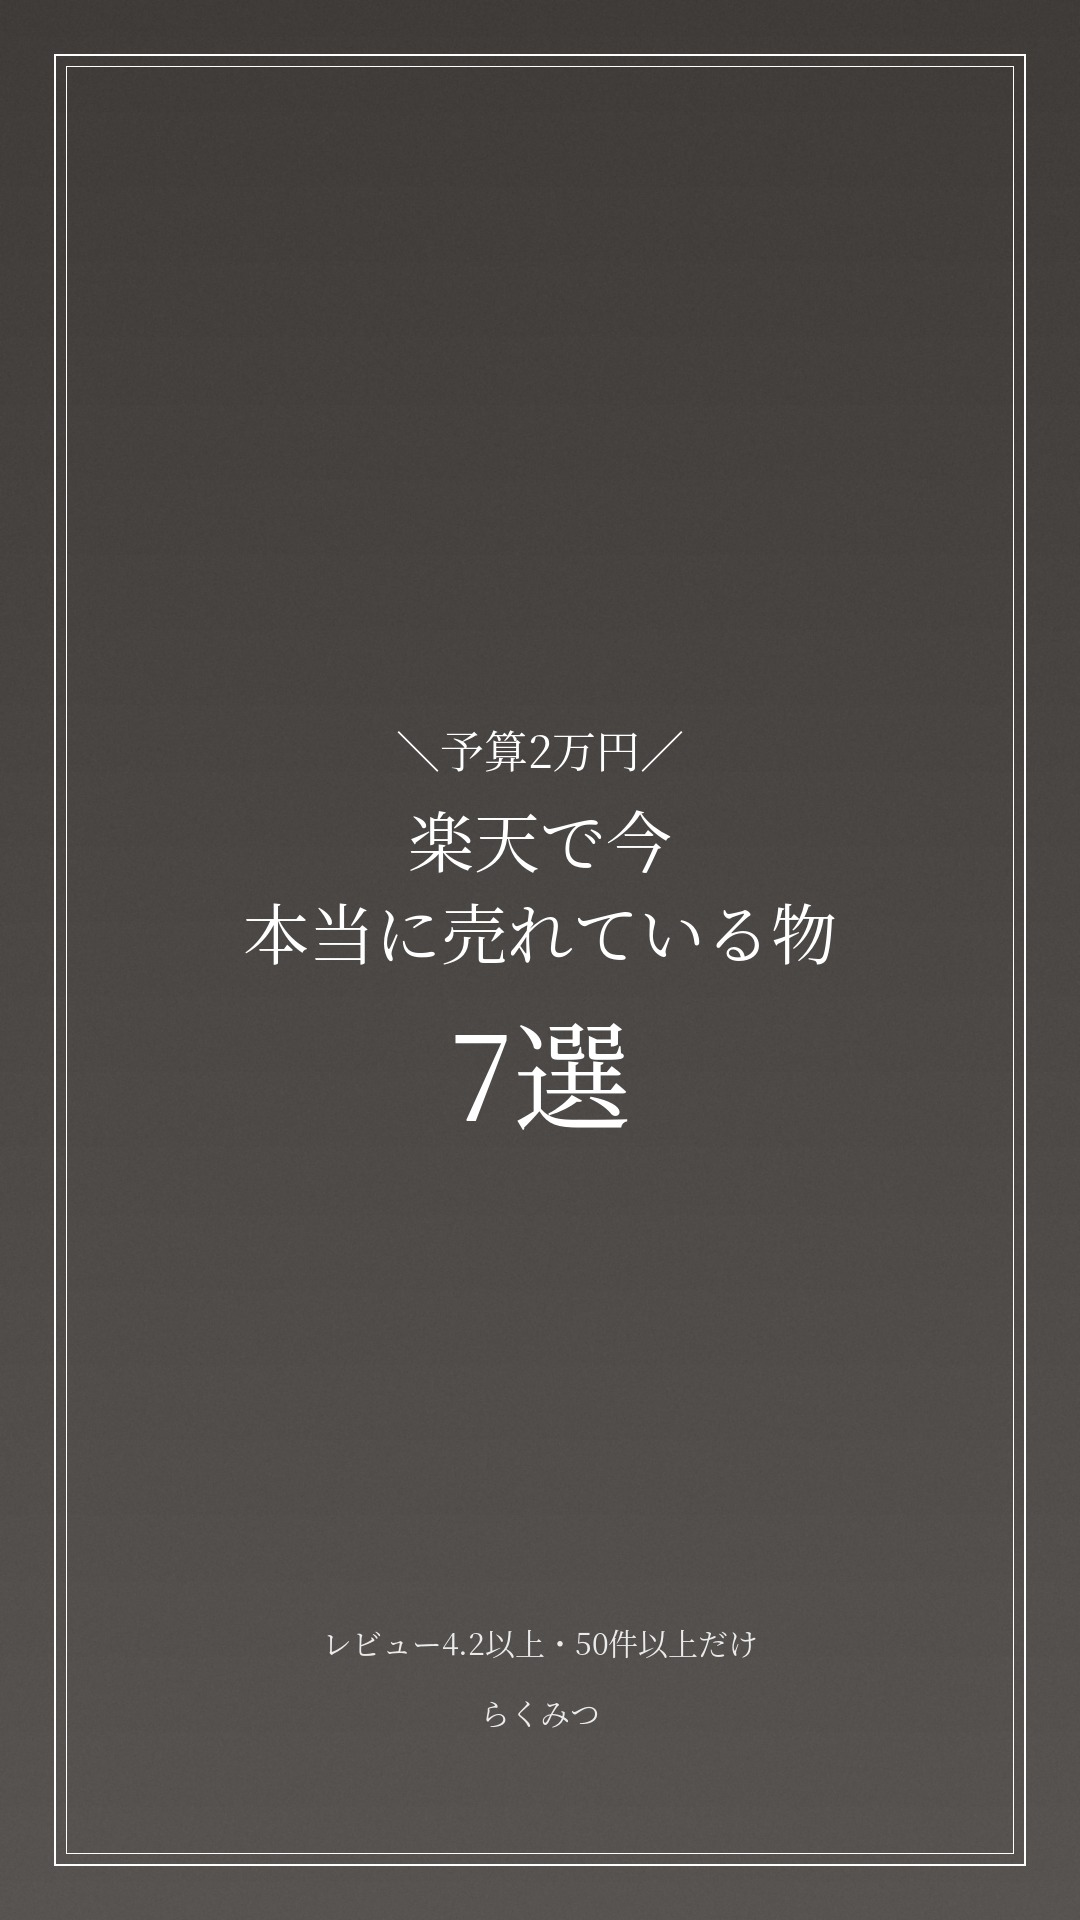 ＼予算2万円／
楽天で今
本当に売れている物
7選
レビュー4.2以上・50件以上だけ
らくみつ